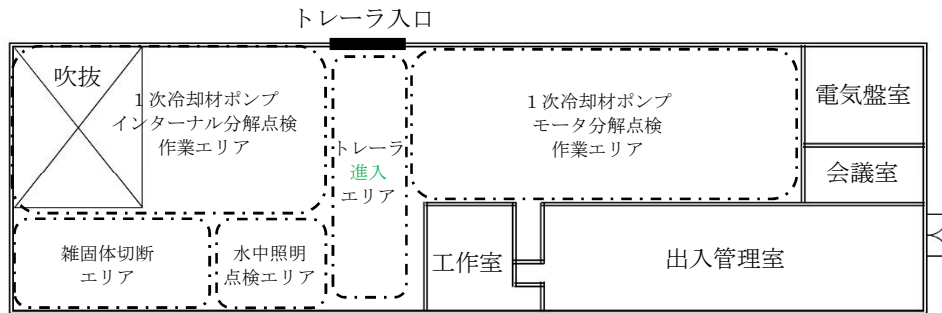 トレーラ入口
吹抜
１次冷却材ポンプ
インターナル分解点検
作業エリア
トレーラ
進入
エリア
１次冷却材ポンプ
モータ分解点検
作業エリア
電気盤室
会議室
雑固体切断
エリア
水中照明
点検エリア
工作室
出入管理室